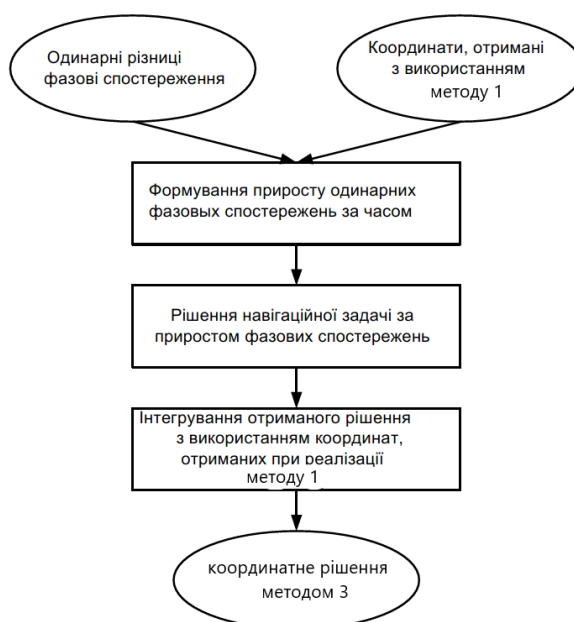 Одинарні різниці
фазові спостереження
Координати, отримані
з використанням
методу 1
Формування приросту одинарних
фазовых спостережень за часом
Рішення навігаційної задачі за
приростом фазових спостережень
Інтегрування отриманого рішення
з використання координат,
отриманих при реалізації
методу 1
координатне рішення
методом 3